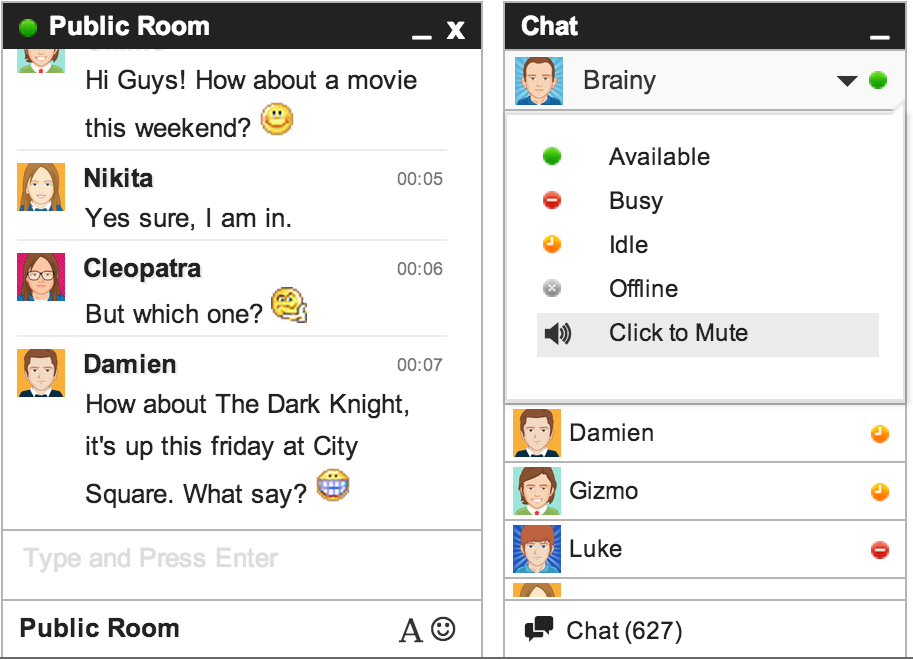 Public Room
Hi Guys! How about a movie
this weekend?
Nikita 00:05
Yes sure, I am in.
Cleopatra 00:06
But which one?
Damien 00:07
How about The Dark Knight,
it's up this friday at City
Square. What say?
Type and Press Enter
Public Room A
Chat
Brainy
Available
Busy
Idle
Offline
Click to Mute
Damien
Gizmo
Luke
Chat (627)